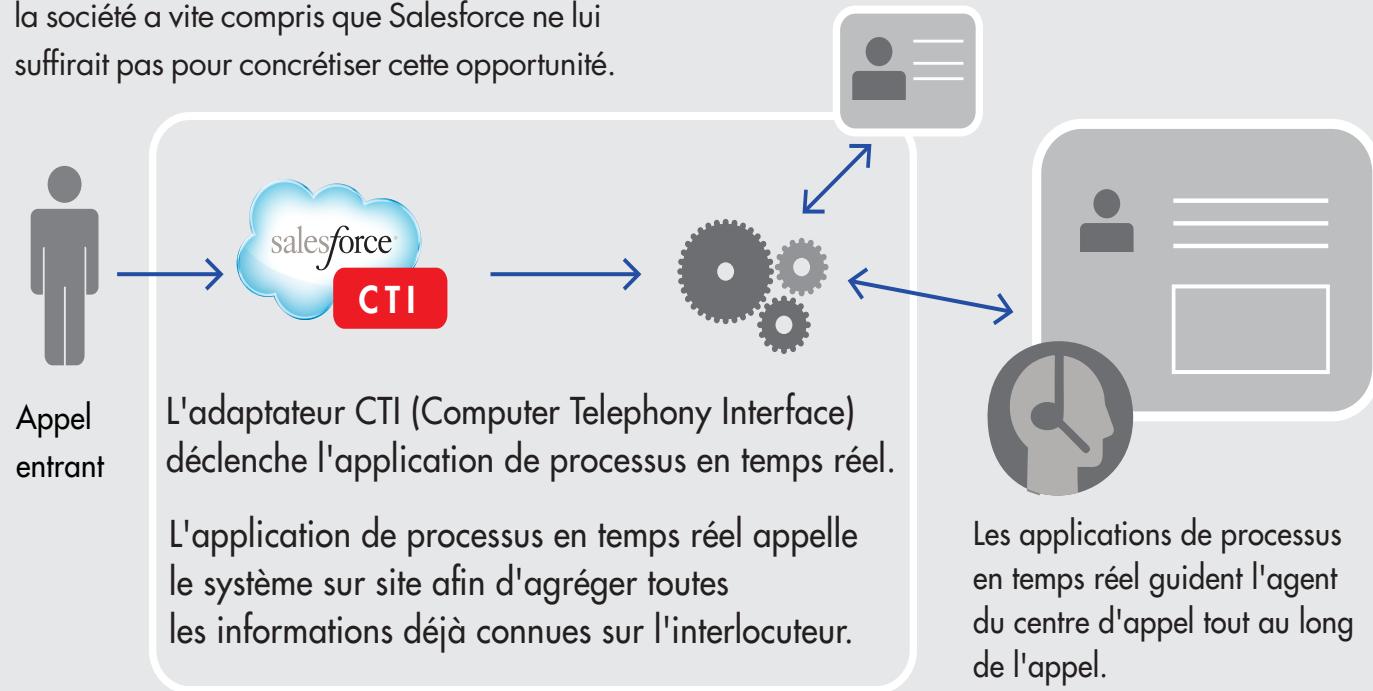 la société a vite compris que Salesforce ne lui
suffirait pas pour concrétiser cette opportunité.
salesforce
CTI
Appel
entrant
L'adaptateur CTI (Computer Telephony Interface)
déclenche l'application de processus en temps réel.
L'application de processus en temps réel appelle
le système sur site afin d'agréger toutes
les informations déjà connues sur l'interlocuteur.
Les applications de processus
en temps réel guident l'agent
du centre d'appel tout au long
de l'appel.